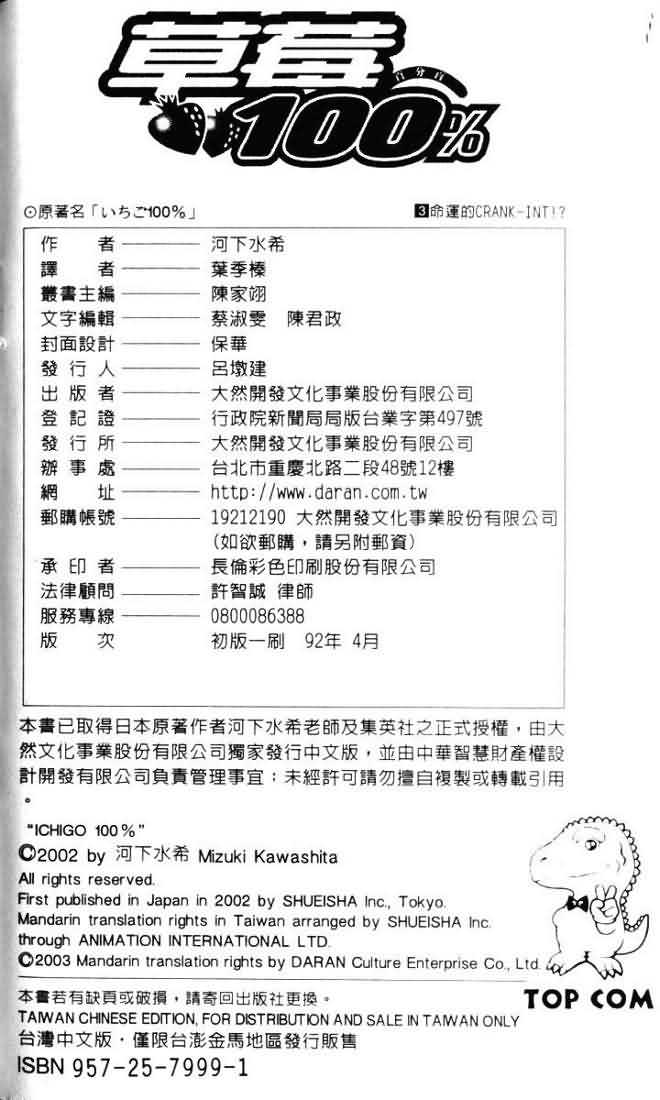 草莓
百分百
100%
⊙原著名「いちご100%」 3命運的CRANK-INT!?
作 者 河下水希
譯 者 葉季榛
叢書主編 陳家翊
文字編輯 蔡淑雯 陳君政
封面設計 保華
發行人 呂墩建
出版者 大然開發文化事業股份有限公司
登記證 行政院新聞局局版台業字第497號
發行所 大然開發文化事業股份有限公司
辦事處 台北市重慶北路二段48號12樓
網 址 http://www.daran.com.tw
郵購帳號 19212190 大然開發文化事業股份有限公司
(如欲郵購，請另附郵資)
承印者 長倫彩色印刷股份有限公司
法律顧問 許智誠 律師
服務專線 0800086388
版 次 初版一刷 92年 4月
本書已取得日本原著作者河下水希老師及集英社之正式授權，由大
然文化事業股份有限公司獨家發行中文版，並由中華智慧財產權設
計開發有限公司負責管理事宜；未經許可請勿擅自複製或轉載引用
。
"ICHIGO 100%"
©2002 by 河下水希 Mizuki Kawashita
All rights reserved.
First published in Japan in 2002 by SHUEISHA Inc., Tokyo.
Mandarin translation rights in Taiwan arranged by SHUEISHA Inc.
through ANIMATION INTERNATIONAL LTD.
©2003 Mandarin translation rights by DARAN Culture Enterprise Co., Ltd.
本書若有缺頁或破損，請寄回出版社更換。
TOP COM
TAIWAN CHINESE EDITION, FOR DISTRIBUTION AND SALE IN TAIWAN ONLY
台灣中文版，僅限台澎金馬地區發行販售
ISBN 957-25-7999-1